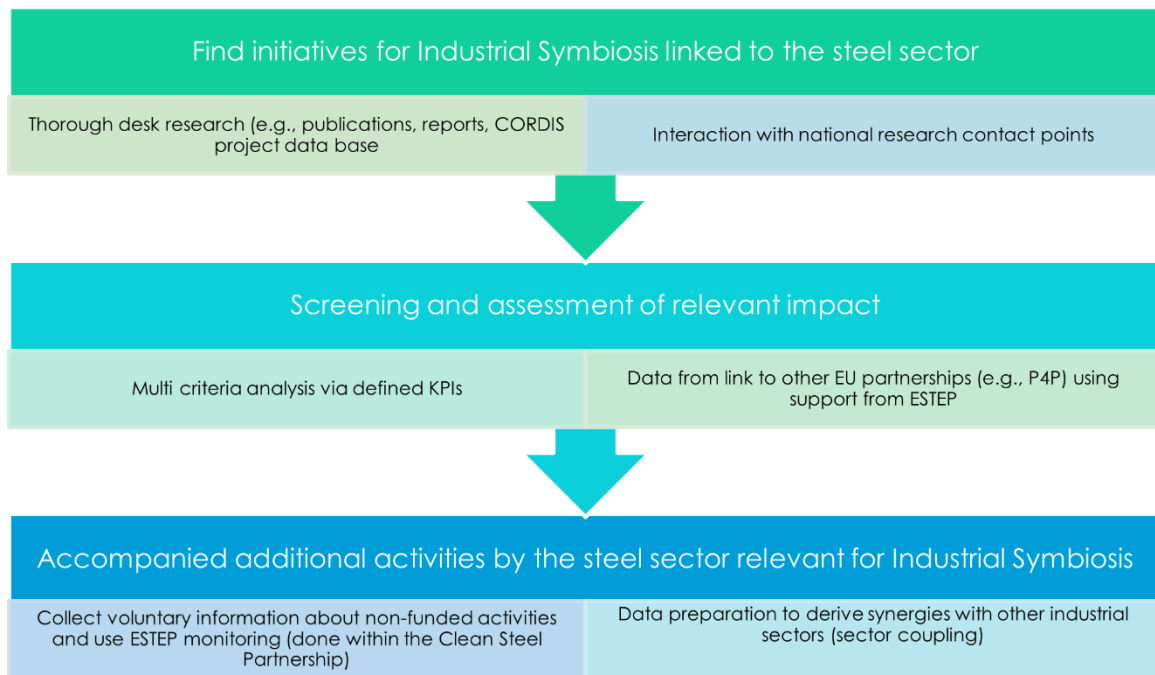 Find initiatives for Industrial Symbiosis linked to the steel sector
Thorough desk research (e.g., publications, reports, CORDIS
project data base
Interaction with national research contact points
Screening and assessment of relevant impact
Multi criteria analysis via defined KPIs
Data from link to other EU partnerships (e.g., P4P) using
support from ESTEP
Accompanied additional activities by the steel sector relevant for Industrial Symbiosis
Collect voluntary information about non-funded activities
and use ESTEP monitoring (done within the Clean Steel
Partnership)
Data preparation to derive synergies with other industrial
sectors (sector coupling)